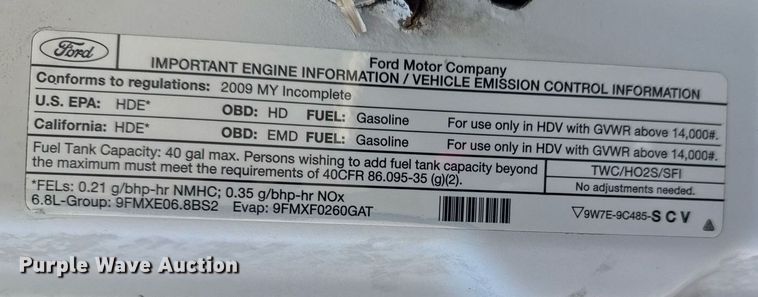 Ford
Ford Motor Company
IMPORTANT ENGINE INFORMATION / VEHICLE EMISSION CONTROL INFORMATION
Conforms to regulations: 2009 MY Incomplete
U.S. EPA: HDE* OBD: HD FUEL: Gasoline For use only in HDV with GVWR above 14,000#.
California: HDE* OBD: EMD FUEL: Gasoline For use only in HDV with GVWR above 14,000#.
Fuel Tank Capacity: 40 gal max. Persons wishing to add fuel tank capacity beyond
the maximum must meet the requirements of 40CFR 86.095-35 (g)(2).
TWC/HO2S/SFI
No adjustments needed.
*FELs: 0.21 g/bhp-hr NMHC; 0.35 g/bhp-hr NOx
6.8L-Group: 9FMXE06.8BS2 Evap: 9FMXF0260GAT
▽9W7E-9C485-S C V
Purple Wave Auction